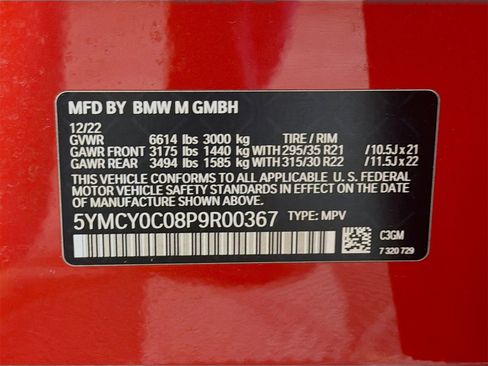 MFD BY BMW M GMBH
12/22
GVWR 6614 lbs 3000 kg TIRE / RIM
GAWR FRONT 3175 lbs 1440 kg WITH 295/35 R21 /10.5J x 21
GAWR REAR 3494 lbs 1585 kg WITH 315/30 R22 /11.5J x 22
THIS VEHICLE CONFORMS TO ALL APPLICABLE U. S. FEDERAL
MOTOR VEHICLE SAFETY STANDARDS IN EFFECT ON THE DATE
OF MANUFACTURE SHOWN ABOVE.
5YMCY0C08P9R00367 TYPE: MPV
C3GM
7 320 729